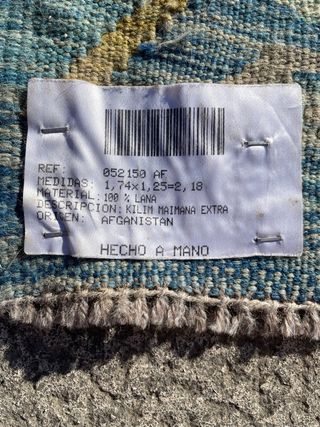 REF: 052150 AF
MEDIDAS: 1,74x1,25=2,18
MATERIAL: 100 % LANA
DESCRIPCION: KILIM MAIMANA EXTRA
ORIGEN: AFGANISTAN
HECHO A MANO